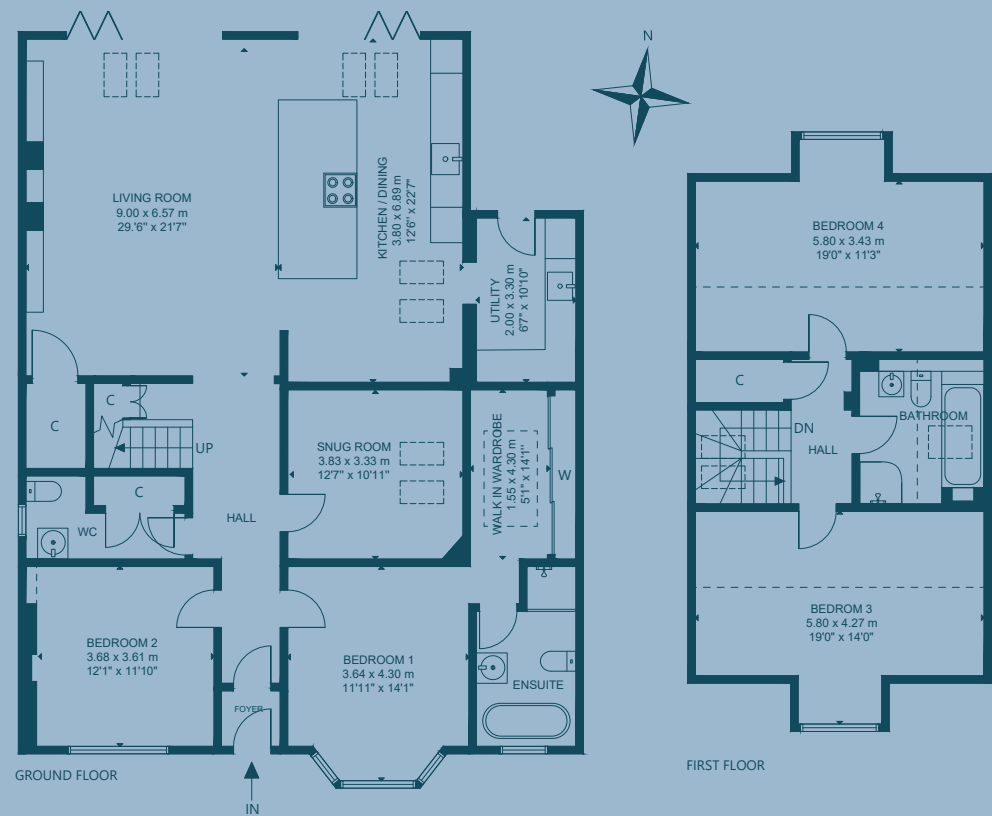 N
LIVING ROOM
9.00 x 6.57 m
29.'6" x 21'7"
KITCHEN / DINING
3.80 x 6.89 m
12'6" x 22'7"
UTILITY
2.00 x 3.30 m
6'7" x 10'10"
C
C
UP
SNUG ROOM
3.83 x 3.33 m
12'7" x 10'11"
WALK IN WARDROBE
1.55 x 4.30 m
5'1" x 14'1"
W
C
WC
HALL
BEDROOM 2
3.68 x 3.61 m
12'1" x 11'10"
BEDROOM 1
3.64 x 4.30 m
11'11" x 14'1"
ENSUITE
FOYER
GROUND FLOOR
IN
BEDROOM 4
5.80 x 3.43 m
19'0" x 11'3"
C
BATHROOM
DN
HALL
BEDROM 3
5.80 x 4.27 m
19'0" x 14'0"
FIRST FLOOR